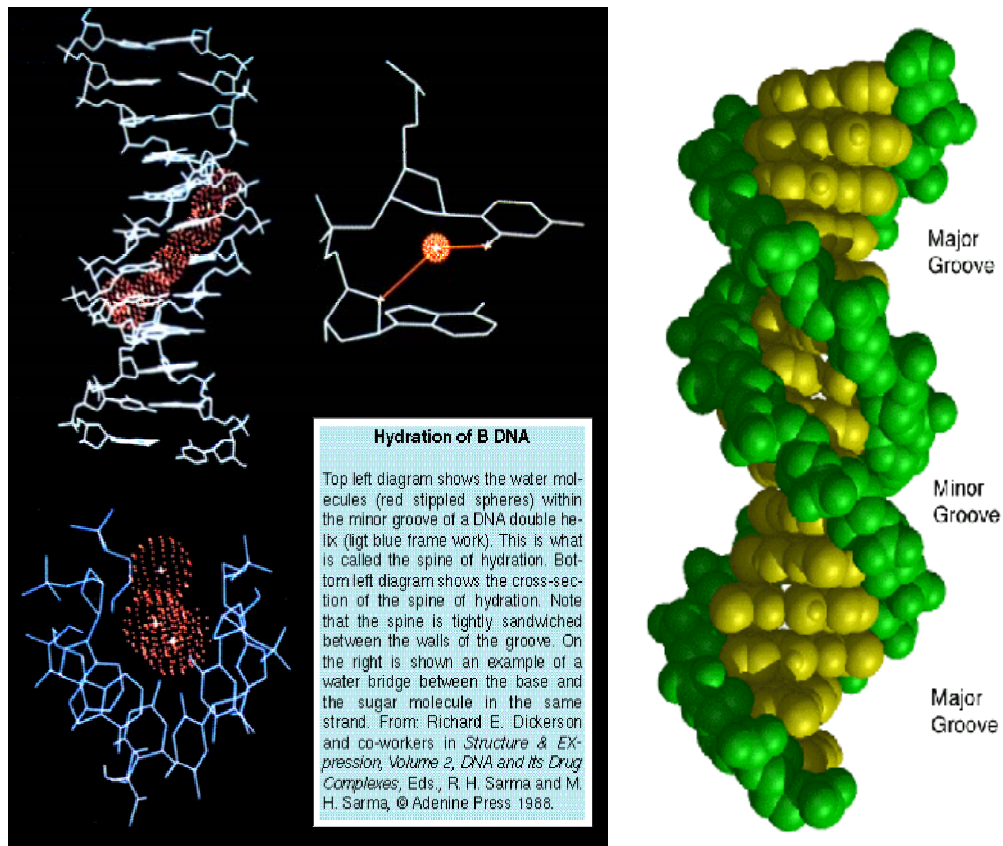 Hydration of B DNA
Top left diagram shows the water mol-
ecules (red stippled spheres) within
the minor groove of a DNA double he-
lix (ligt blue frame work). This is what
is called the spine of hydration. Bot-
tom left diagram shows the cross-sec-
tion of the spine of hydration. Note
that the spine is tightly sandwiched
between the walls of the groove. On
the right is shown an example of a
water bridge between the base and
the sugar molecule in the same
strand. From: Richard E. Dickerson
and co-workers in Structure & EX-
pression, Volume 2, DNA and Its Drug
Complexes, Eds., R. H. Sarma and M.
H. Sarma, © Adenine Press 1988.
Major
Groove
Minor
Groove
Major
Groove